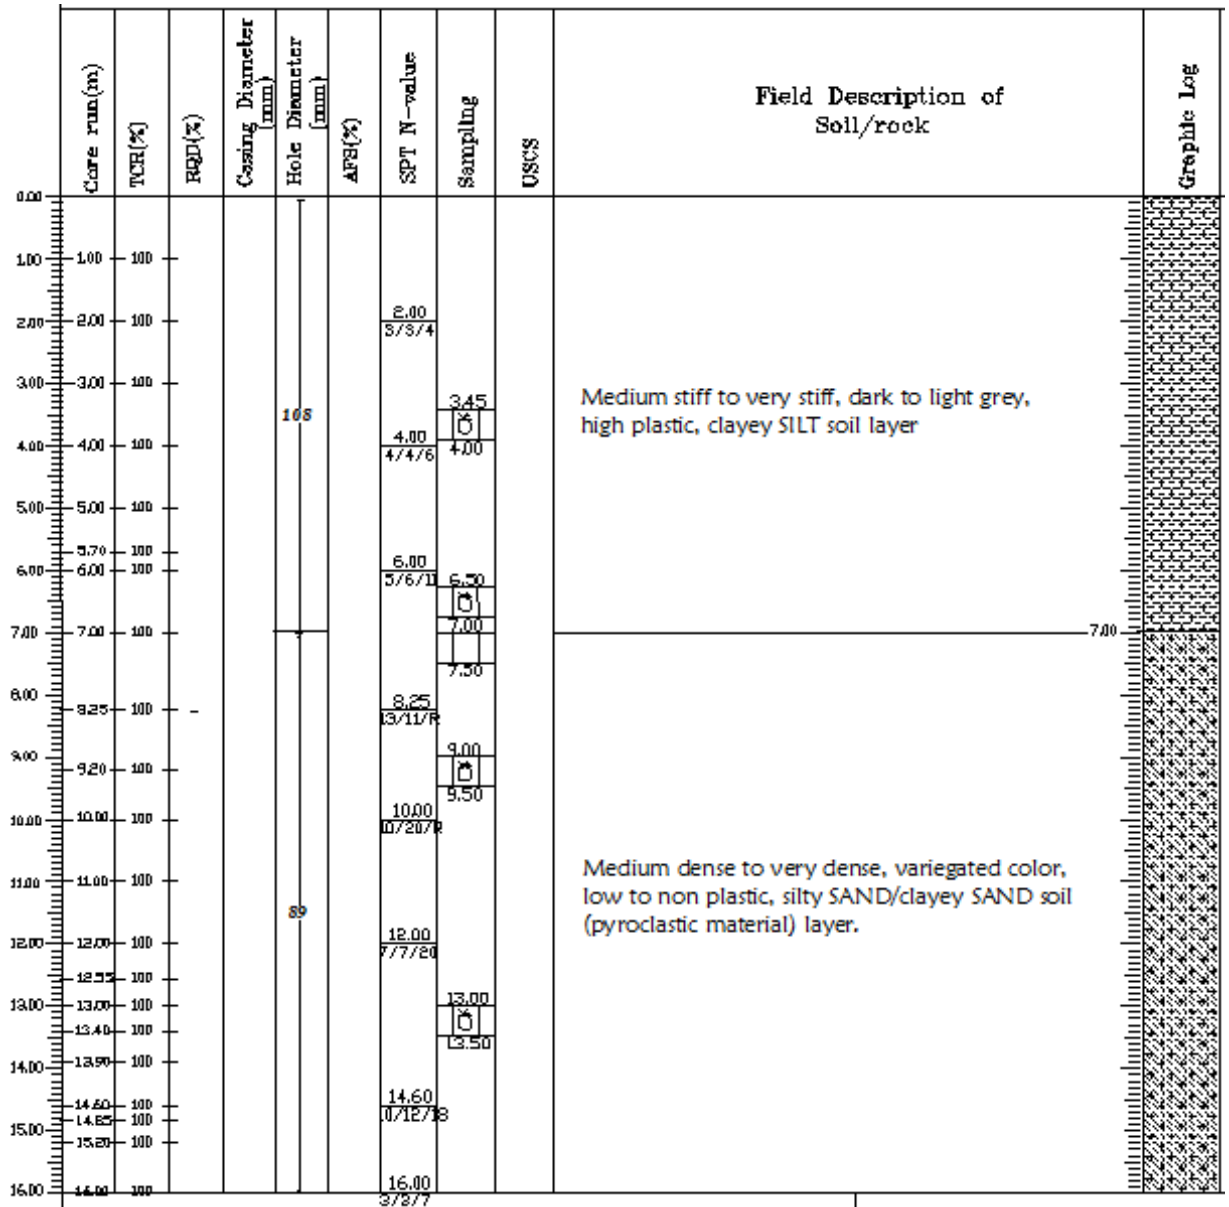 Core run(m)
TCR(%)
RQD(%)
Casing Diameter
(mm)
Hole Diameter
(mm)
SPT N-value
Sampling
USCS
Field Description of
Soil/rock
Graphic Log
0.00
1.00 1.00 100
2.00 2.00 100 2.00
3/3/4
3.00 3.00 100
3.45
108
4.00 4.00 100 4.00 4.00
4/4/6
Medium stiff to very stiff, dark to light grey,
high plastic, clayey SILT soil layer
5.00 5.00 100
5.70 100
6.00 6.00 100 6.00
5/6/11 6.50
7.00 7.00 100 7.00 7.00
7.50
8.00
8.25 100 - 8.25
13/11/R
9.00 9.00
9.20 100
9.50
10.00 10.00 100 10.00
10/20/R
11.00 11.00 100
89
Medium dense to very dense, variegated color,
low to non plastic, silty SAND/clayey SAND soil
(pyroclastic material) layer.
12.00 12.00 100 12.00
7/7/20
12.55 100
13.00 13.00 100 13.00
13.40 100
13.50
13.90 100
14.00
14.60 100 14.60
10/12/18
14.85 100
15.00
15.20 100
16.00 16.00 100 16.00